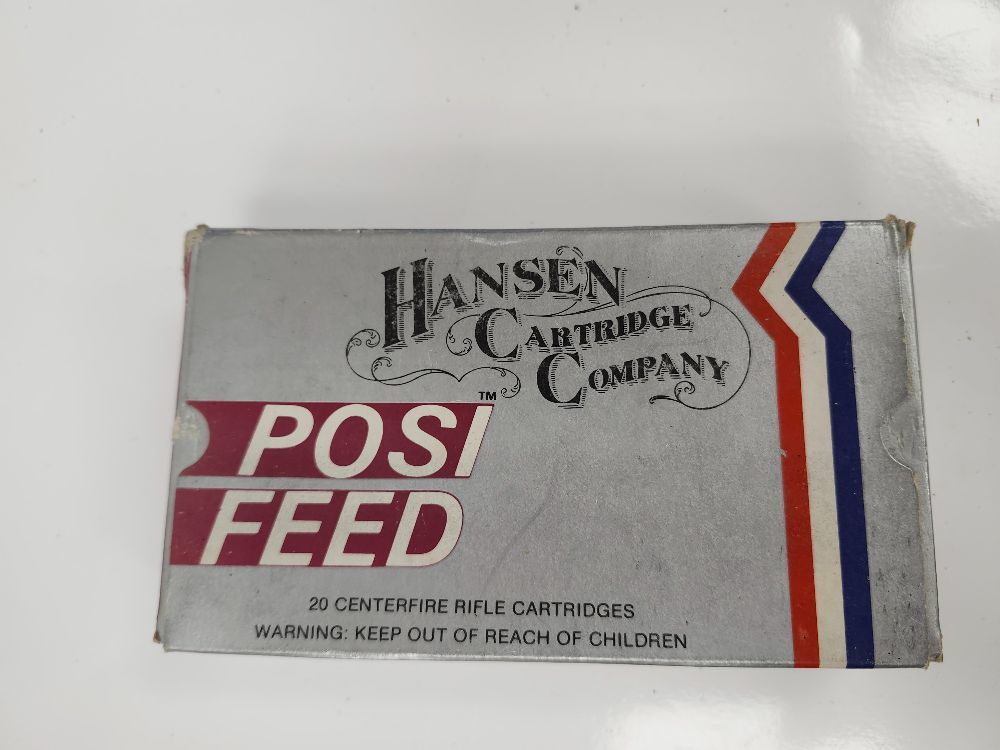 HANSEN
CARTRIDGE
COMPANY
™
POSI
FEED
20 CENTERFIRE RIFLE CARTRIDGES
WARNING: KEEP OUT OF REACH OF CHILDREN